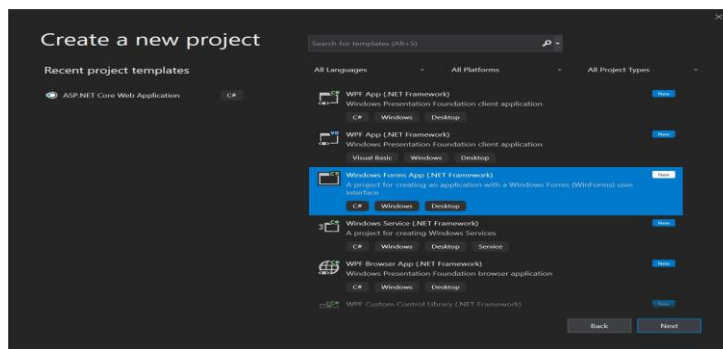 Create a new project
Search for templates (Alt+S)
Recent project templates
All Languages
All Platforms
All Project Types
ASP.NET Core Web Application
C#
WPF App (.NET Framework)
New
Windows Presentation Foundation client application
C# Windows Desktop
WPF App (.NET Framework)
New
Windows Presentation Foundation client application
Visual Basic Windows Desktop
Windows Forms App (.NET Framework)
New
A project for creating an application with a Windows Forms (WinForms) user
interface
C# Windows Desktop
Windows Service (.NET Framework)
New
A project for creating Windows Services
C# Windows Desktop Service
WPF Browser App (.NET Framework)
New
Windows Presentation Foundation browser application
C# Windows Desktop
WPF Custom Control Library (.NET Framework)
New
Back
Next